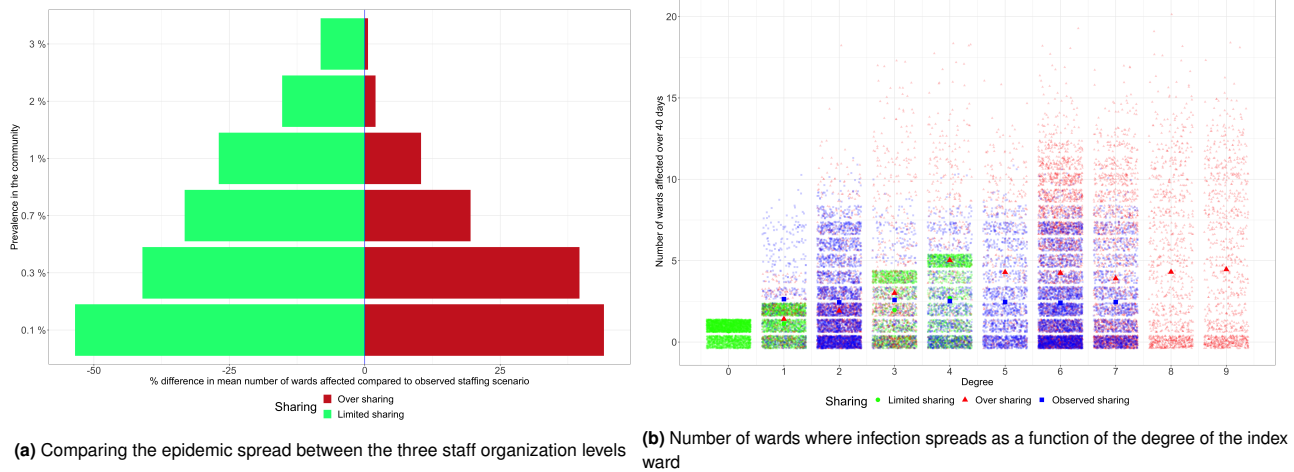 Prevalence in the community
3 %
2 %
1 %
0.7 %
0.3 %
0.1 %
-50 -25 0 25
% difference in mean number of wards affected compared to observed staffing scenario
Sharing
Over sharing
Limited sharing
(a) Comparing the epidemic spread between the three staff organization levels
Number of wards affected over 40 days
20
15
10
5
0
0 1 2 3 4 5 6 7 8 9
Degree
Sharing Limited sharing Over sharing Observed sharing
(b) Number of wards where infection spreads as a function of the degree of the index
ward